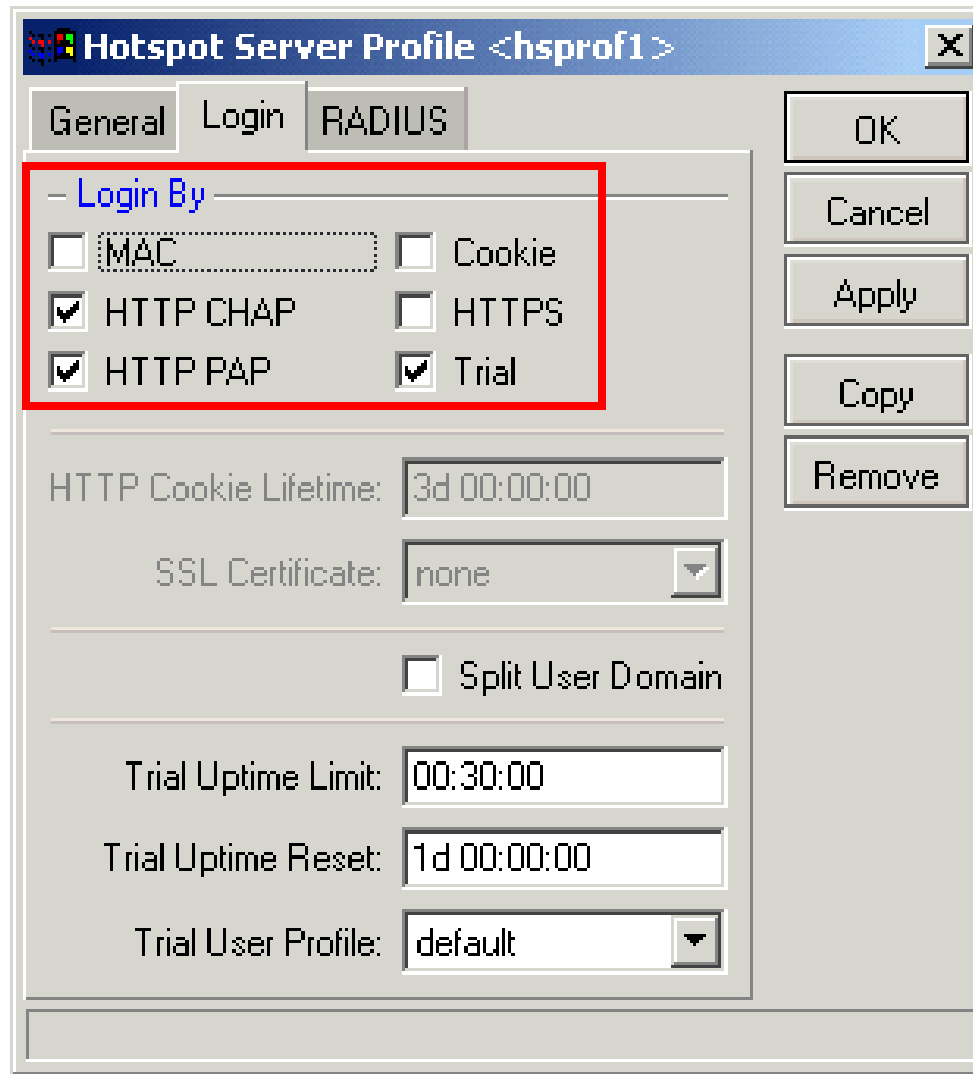 Hotspot Server Profile <hsprof1>
General Login RADIUS
OK
Cancel
Apply
Copy
Remove
Login By
MAC Cookie
HTTP CHAP HTTPS
HTTP PAP Trial
HTTP Cookie Lifetime: 3d 00:00:00
SSL Certificate: none
Split User Domain
Trial Uptime Limit: 00:30:00
Trial Uptime Reset: 1d 00:00:00
Trial User Profile: default